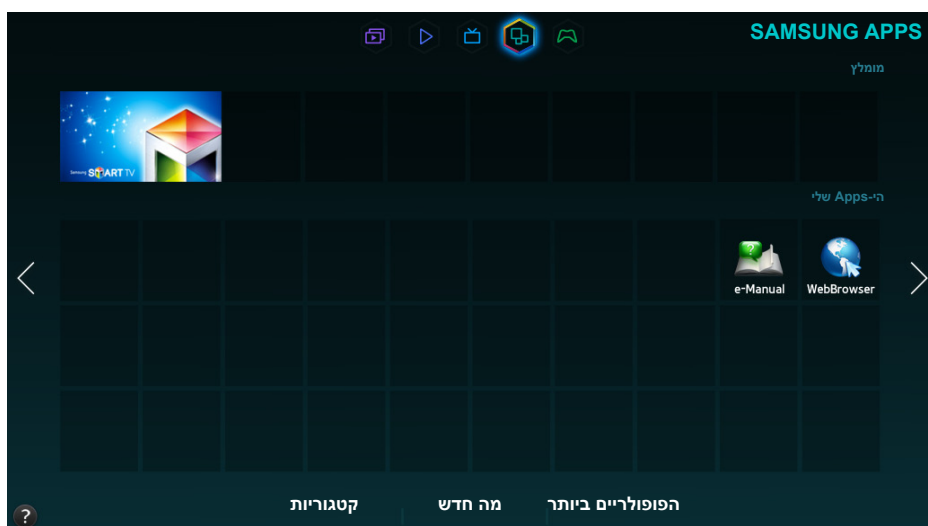 SAMSUNG APPS
מומלץ
Samsung SMART TV
הי-Apps שלי
WebBrowser
e-Manual
הפופולריים ביותר
מה חדש
קטגוריות
?